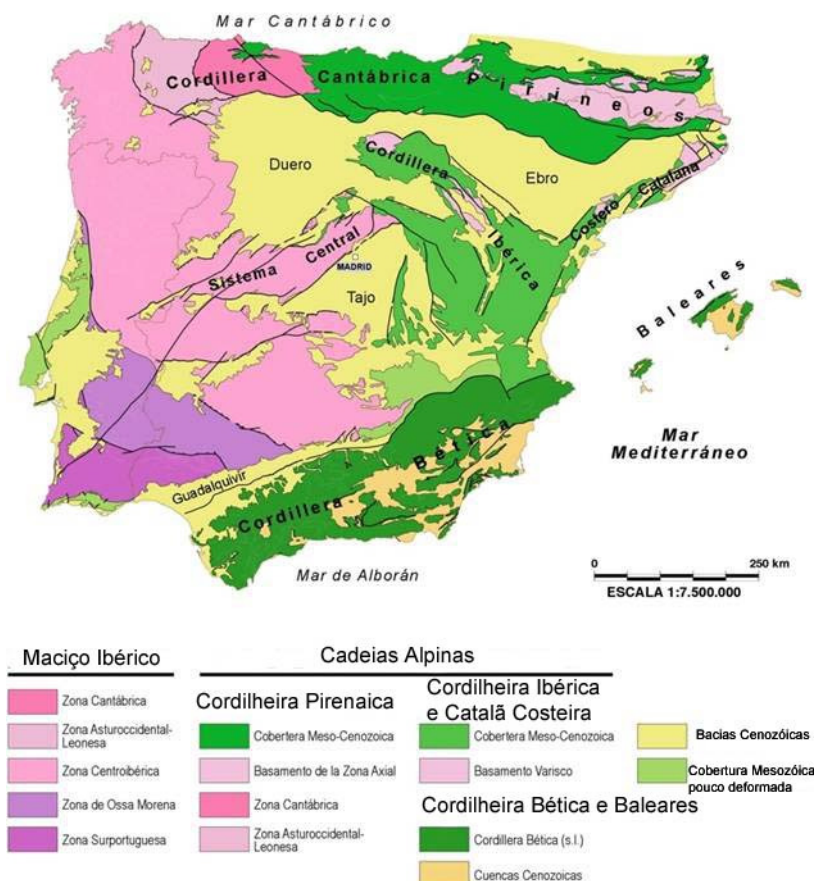 Mar Cantábrico
Cordillera Cantábrica
Pirineos
Duero
Cordillera Ibérica
Ebro
Costero Catalana
Sistema Central
MADRID
Tajo
Baleares
Mar
Mediterráneo
Guadalquivir
Cordillera Bética
Mar de Alborán
0 250 km
ESCALA 1:7.500.000
Maciço Ibérico
Zona Cantábrica
Zona Asturoccidental-
Leonesa
Zona Centroibérica
Zona de Ossa Morena
Zona Surportuguesa
Cadeias Alpinas
Cordilheira Pirenaica
Cobertera Meso-Cenozoica
Basamento de la Zona Axial
Zona Cantábrica
Zona Asturoccidental-
Leonesa
Cordilheira Ibérica
e Catalã Costeira
Cobertera Meso-Cenozoica
Basamento Varisco
Cordilheira Bética e Baleares
Cordillera Bética (s.l.)
Cuencas Cenozoicas
Bacias Cenozóicas
Cobertura Mesozóica
pouco deformada